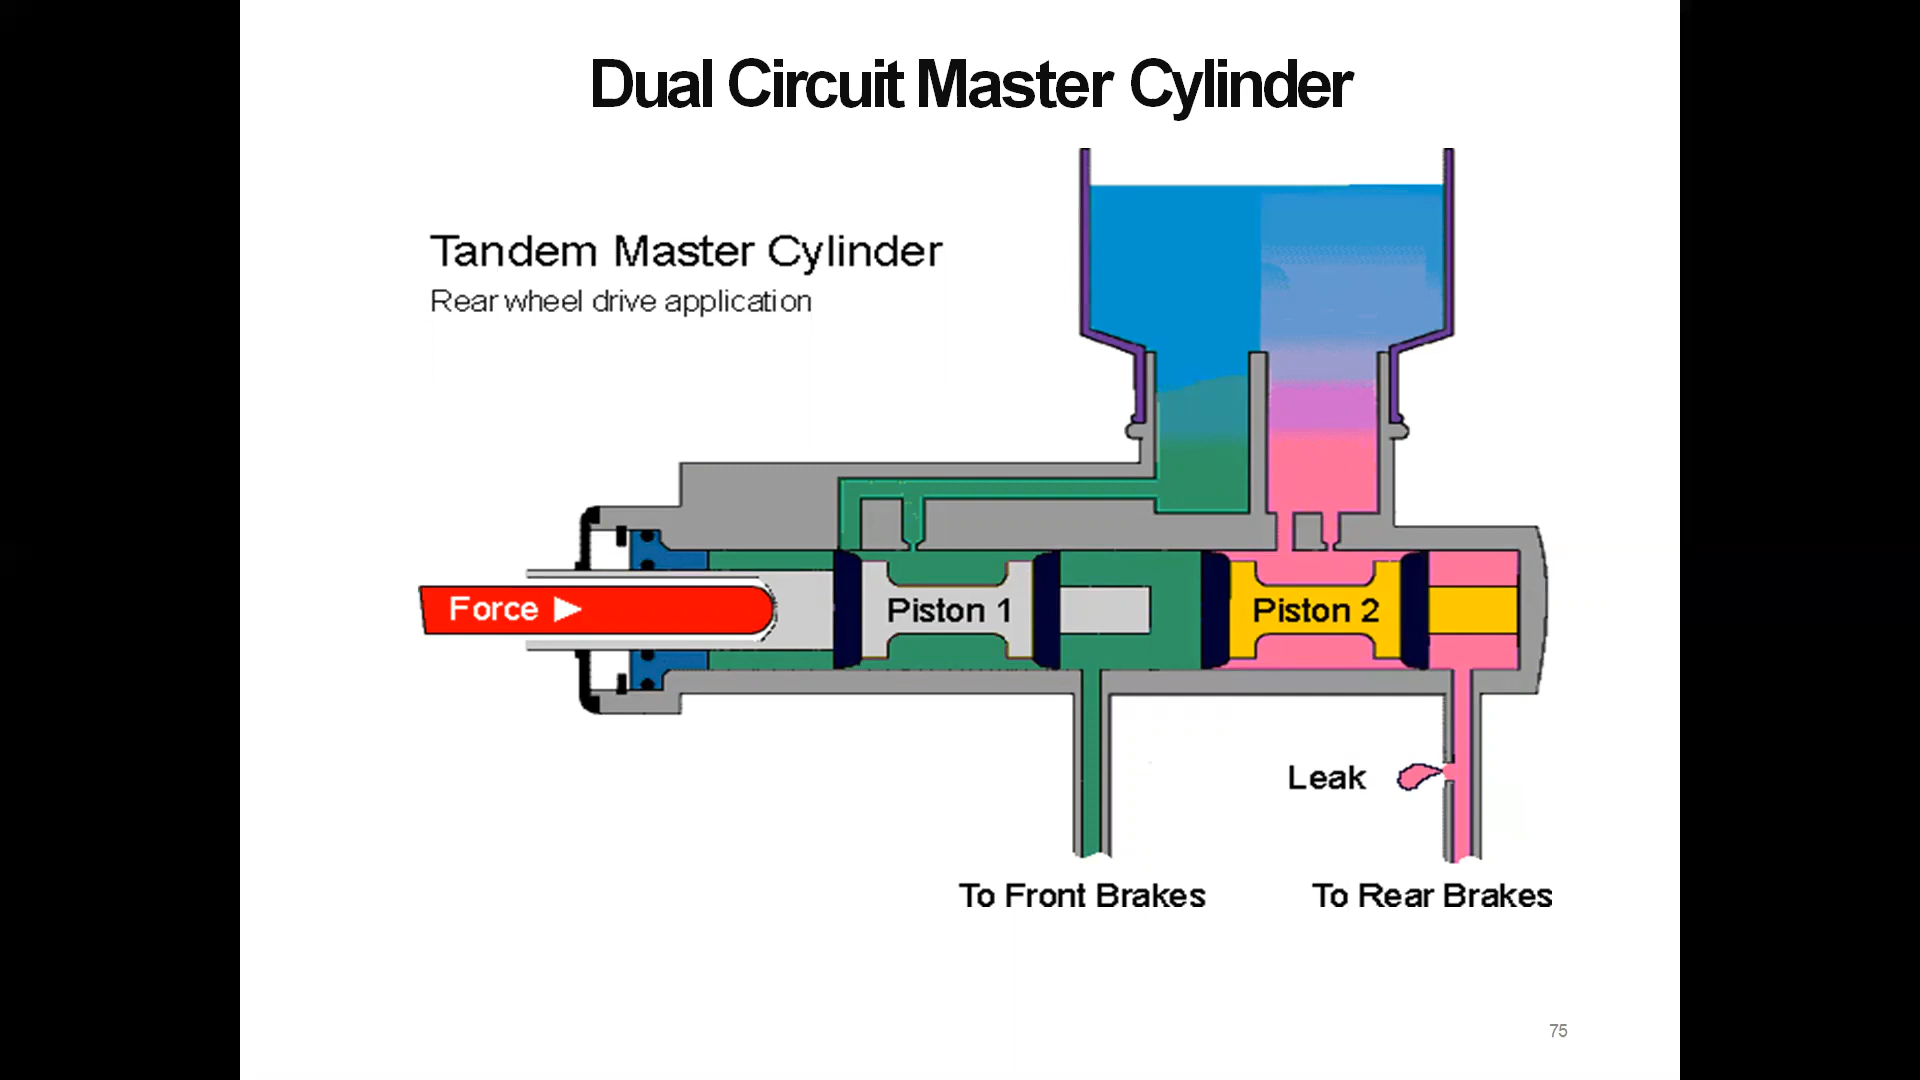 Dual Circuit Master Cylinder
Tandem Master Cylinder
Rear wheel drive application
Force
Piston 1
Piston 2
Leak
To Front Brakes
To Rear Brakes
75